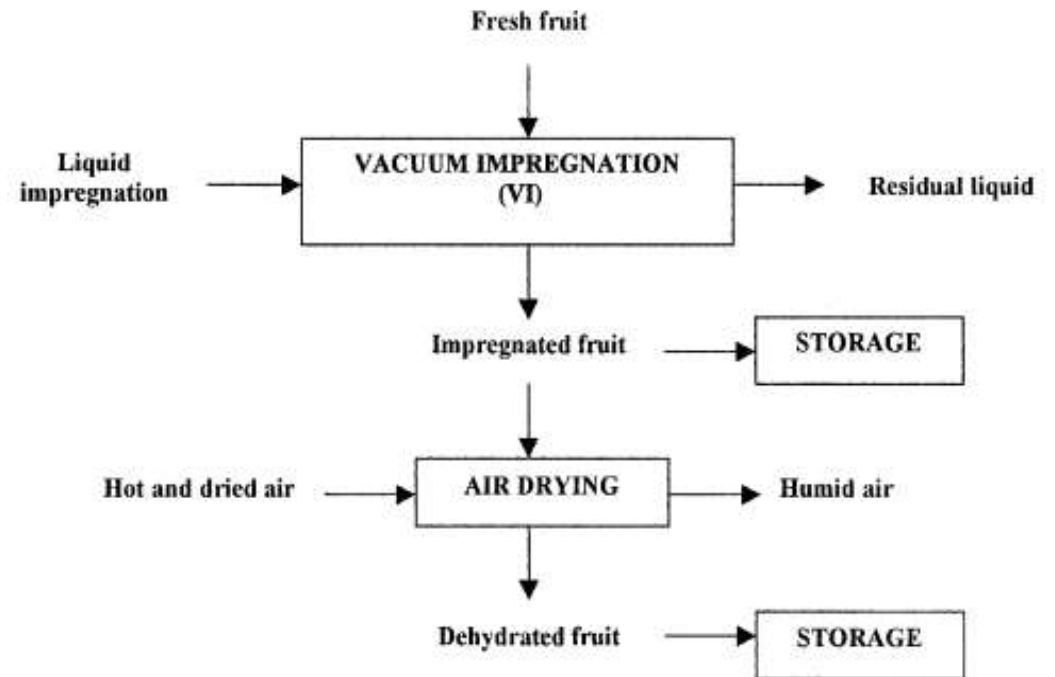 Fresh fruit
Liquid
impregnation
VACUUM IMPREGNATION
(VI)
Residual liquid
Impregnated fruit
STORAGE
Hot and dried air
AIR DRYING
Humid air
Dehydrated fruit
STORAGE